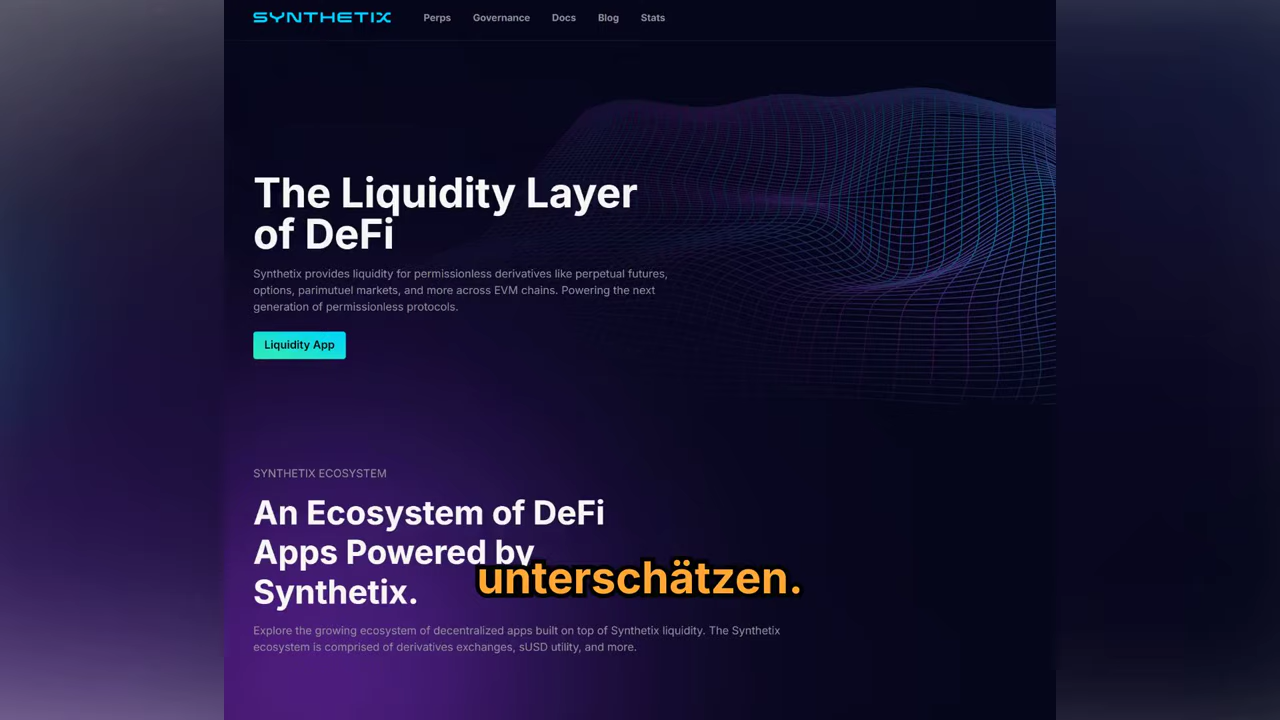 SYNTHETIX Perps Governance Docs Blog Stats
The Liquidity Layer
of DeFi
Synthetix provides liquidity for permissionless derivatives like perpetual futures,
options, parimutuel markets, and more across EVM chains. Powering the next
generation of permissionless protocols.
Liquidity App
SYNTHETIX ECOSYSTEM
An Ecosystem of DeFi
Apps Powered by
Synthetix.
unterschätzen.
Explore the growing ecosystem of decentralized apps built on top of Synthetix liquidity. The Synthetix
ecosystem is comprised of derivatives exchanges, sUSD utility, and more.